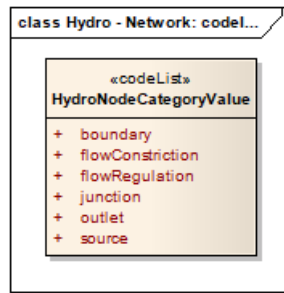 class Hydro - Network: codel...
«codeList»
HydroNodeCategoryValue
+ boundary
+ flowConstriction
+ flowRegulation
+ junction
+ outlet
+ source